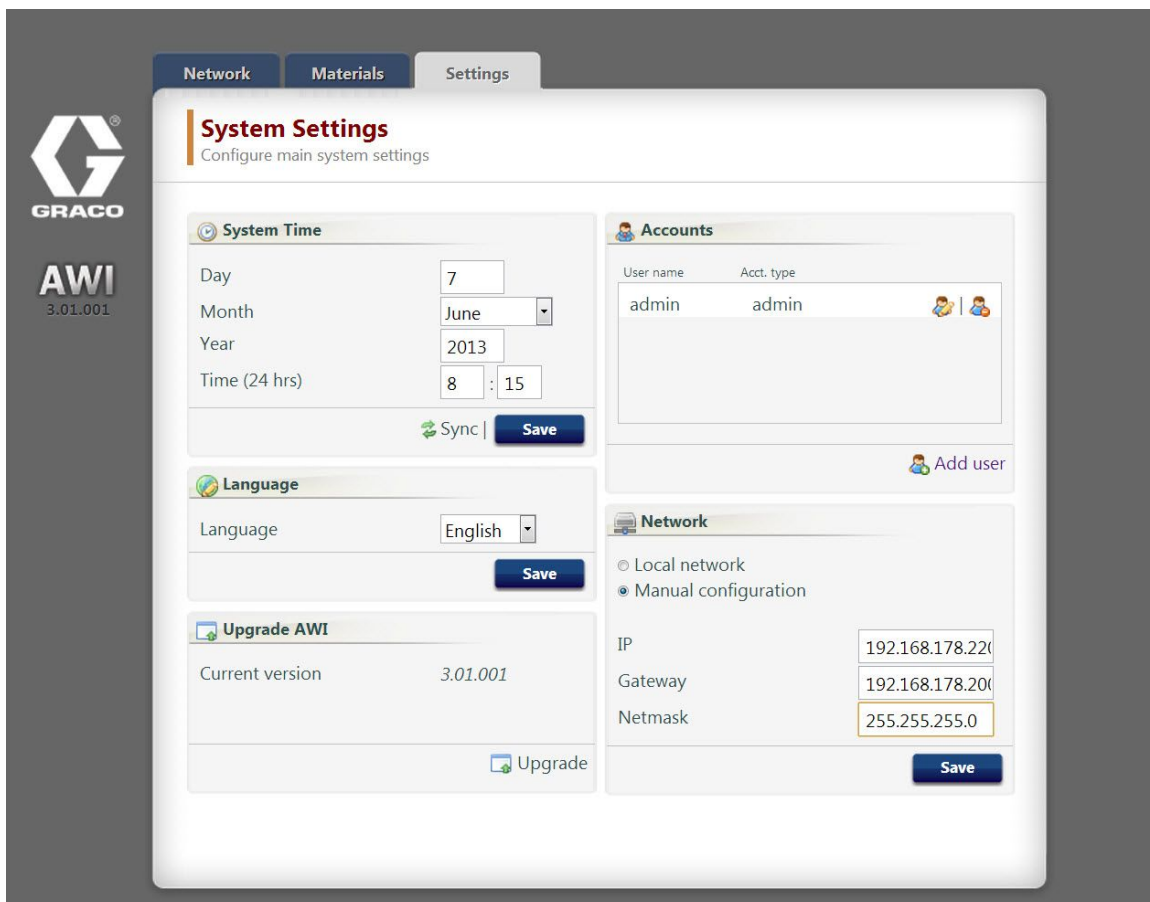 Network
Materials
Settings
System Settings
Configure main system settings
GRACO
®
AWI
3.01.001
System Time
Day
7
Month
June
Year
2013
Time (24 hrs)
8 : 15
Sync |
Save
Language
Language
English
Save
Upgrade AWI
Current version
3.01.001
Upgrade
Accounts
User name
Acct. type
admin
admin
|
Add user
Network
Local network
Manual configuration
IP
192.168.178.220
Gateway
192.168.178.200
Netmask
255.255.255.0
Save